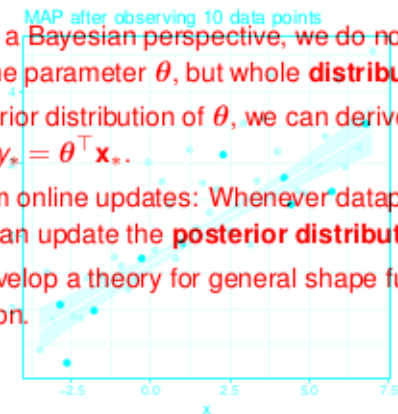 MAP after observing 10 data points
a Bayesian perspective, we do no
e parameter θ, but whole distribu
rior distribution of θ, we can derive
y* = θ⊤x*.
n online updates: Whenever datap
an update the posterior distribut
velop a theory for general shape fu
on.
4
2
-2.5 0.0 2.5 5.0 7.5
x